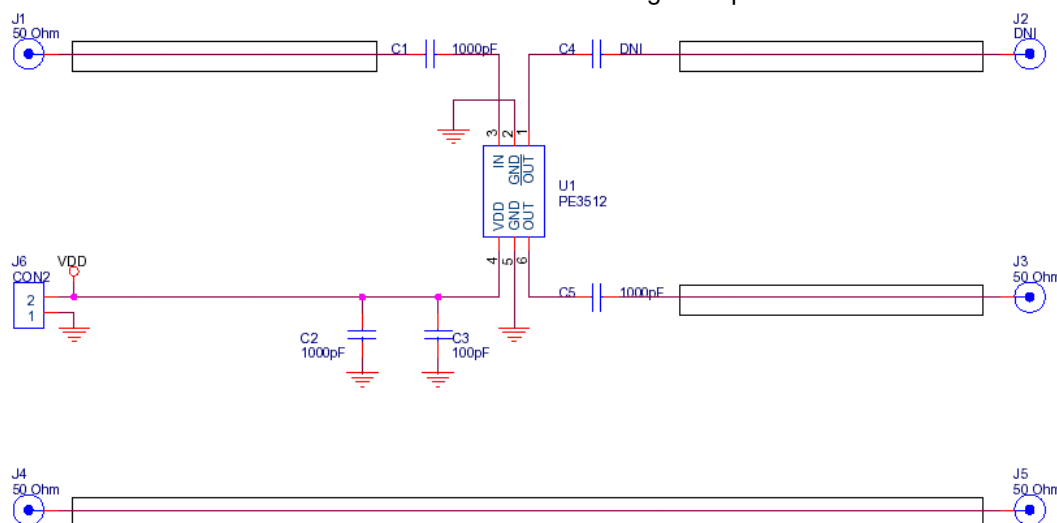 J1
50 Ohm
C1
1000pF
C4
DNI
J2
DNI
3
2
1
IN
GND
OUT
U1
PE3512
VDD
GND
OUT
4
5
6
J6
CON2
VDD
2
1
C2
1000pF
C3
100pF
C5
1000pF
J3
50 Ohm
J4
50 Ohm
J5
50 Ohm